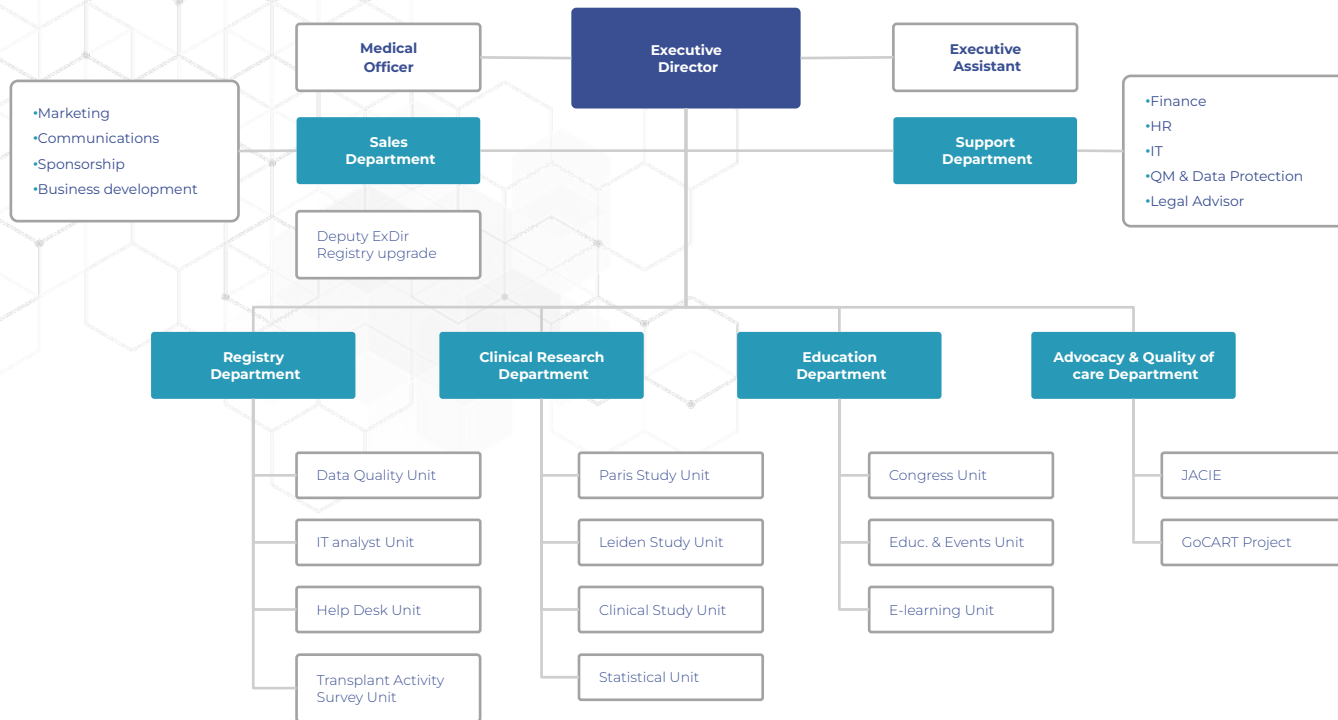 Medical
Officer
Executive
Director
Executive
Assistant
•Marketing
•Communications
•Sponsorship
•Business development
Sales
Department
Support
Department
•Finance
•HR
•IT
•QM & Data Protection
•Legal Advisor
Deputy ExDir
Registry upgrade
Registry
Department
Clinical Research
Department
Education
Department
Advocacy & Quality of
care Department
Data Quality Unit
IT analyst Unit
Help Desk Unit
Transplant Activity
Survey Unit
Paris Study Unit
Leiden Study Unit
Clinical Study Unit
Statistical Unit
Congress Unit
Educ. & Events Unit
E-learning Unit
JACIE
GoCART Project